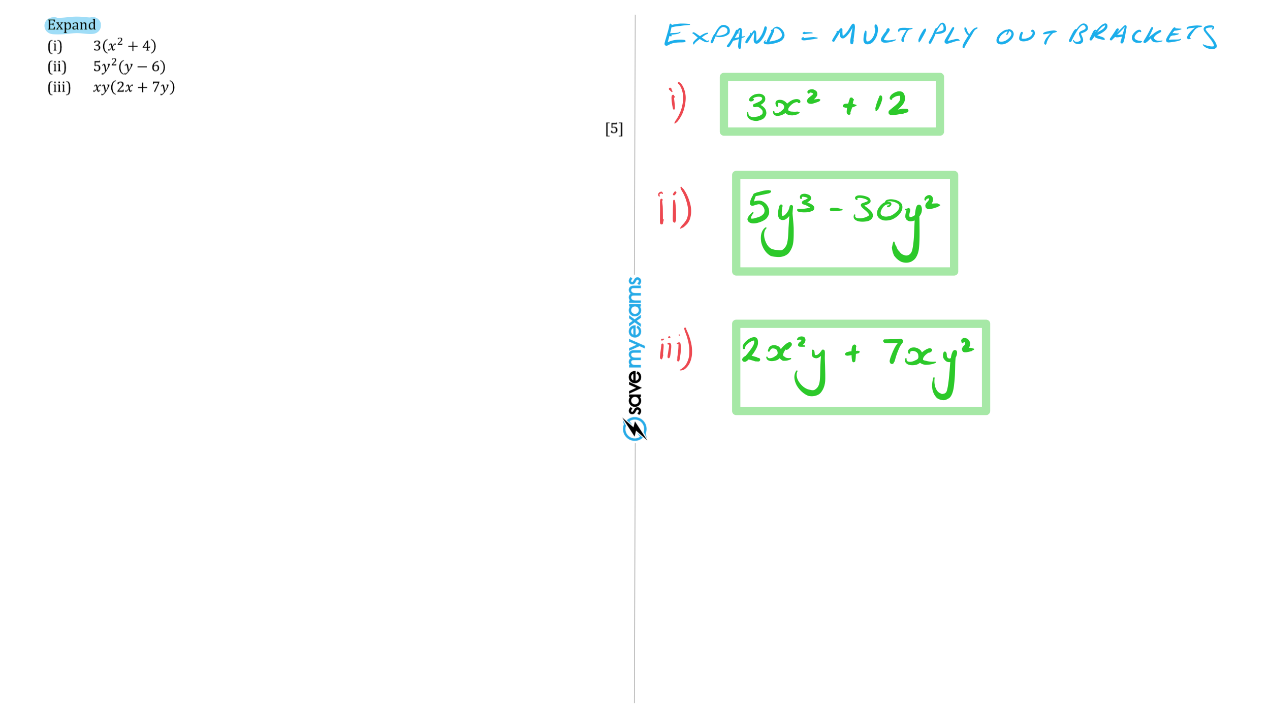 Expand
(i) 3(x² + 4)
(ii) 5y²(y − 6)
(iii) xy(2x + 7y)
[5]
save my exams
EXPAND = MULTIPLY OUT BRACKETS
i) 3x² + 12
ii) 5y³ - 30y²
iii) 2x²y + 7xy²